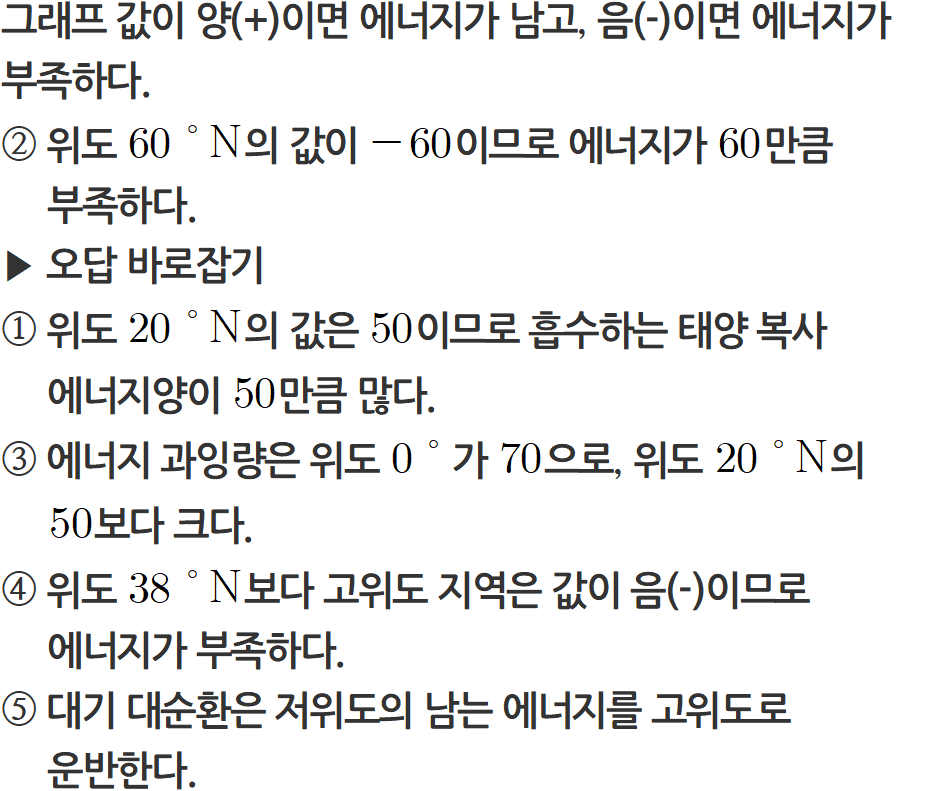 그래프 값이 양(+)이면 에너지가 남고, 음(-)이면 에너지가
부족하다.
② 위도 60 °N의 값이 −60이므로 에너지가 60만큼
부족하다.
▶ 오답 바로잡기
① 위도 20 °N의 값은 50이므로 흡수하는 태양 복사
에너지양이 50만큼 많다.
③ 에너지 과잉량은 위도 0 °가 70으로, 위도 20 °N의
50보다 크다.
④ 위도 38 °N보다 고위도 지역은 값이 음(-)이므로
에너지가 부족하다.
⑤ 대기 대순환은 저위도의 남는 에너지를 고위도로
운반한다.